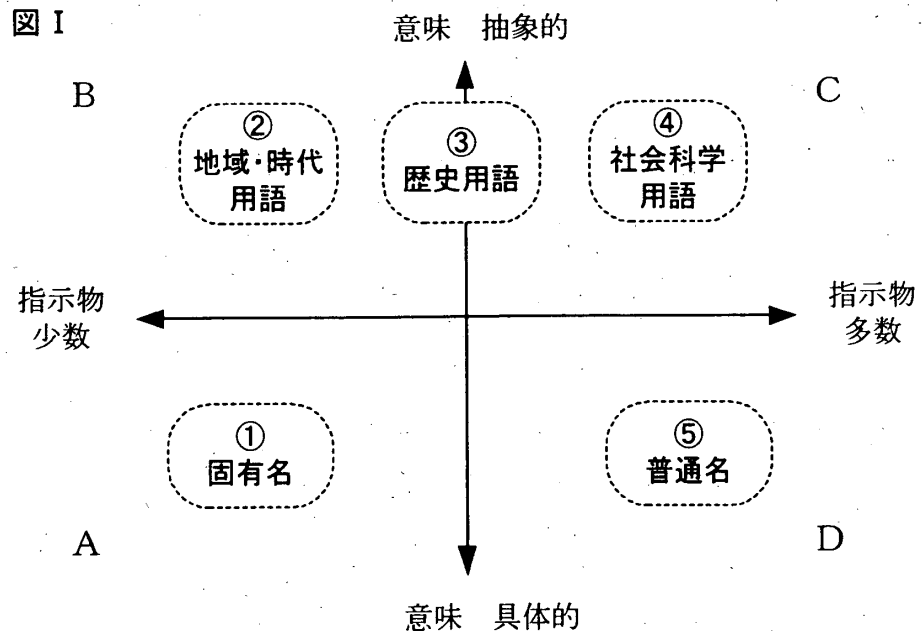 図 I
意味 抽象的
B
C
②
地域・時代
用語
③
歴史用語
④
社会科学
用語
指示物
少数
指示物
多数
①
固有名
⑤
普通名
A
D
意味 具体的